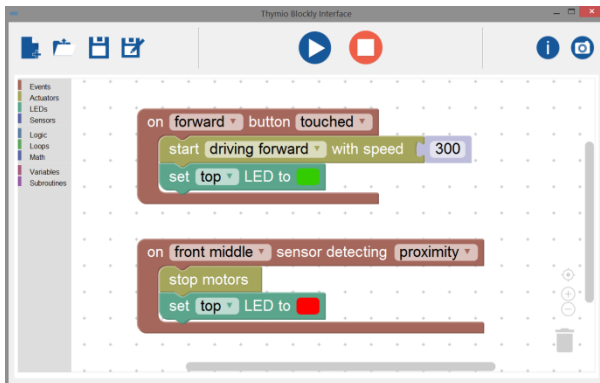 Thymio Blockly Interface
Events
Actuators
LEDs
Sensors
Logic
Loops
Math
Variables
Subroutines
on forward button touched
start driving forward with speed 300
set top LED to
on front middle sensor detecting proximity
stop motors
set top LED to